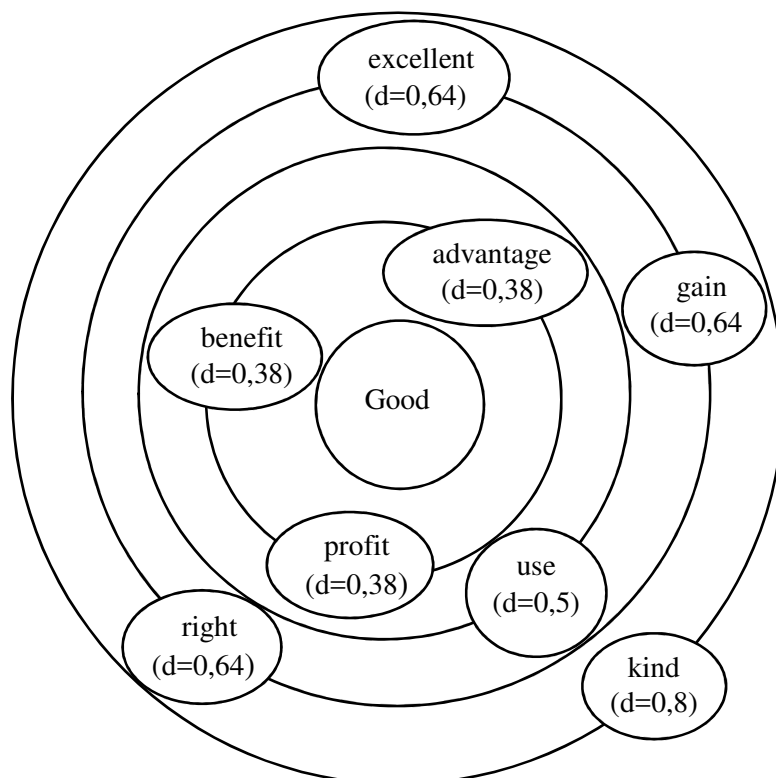 excellent
(d=0,64)
advantage
(d=0,38)
gain
(d=0,64
benefit
(d=0,38)
Good
profit
(d=0,38)
use
(d=0,5)
right
(d=0,64)
kind
(d=0,8)